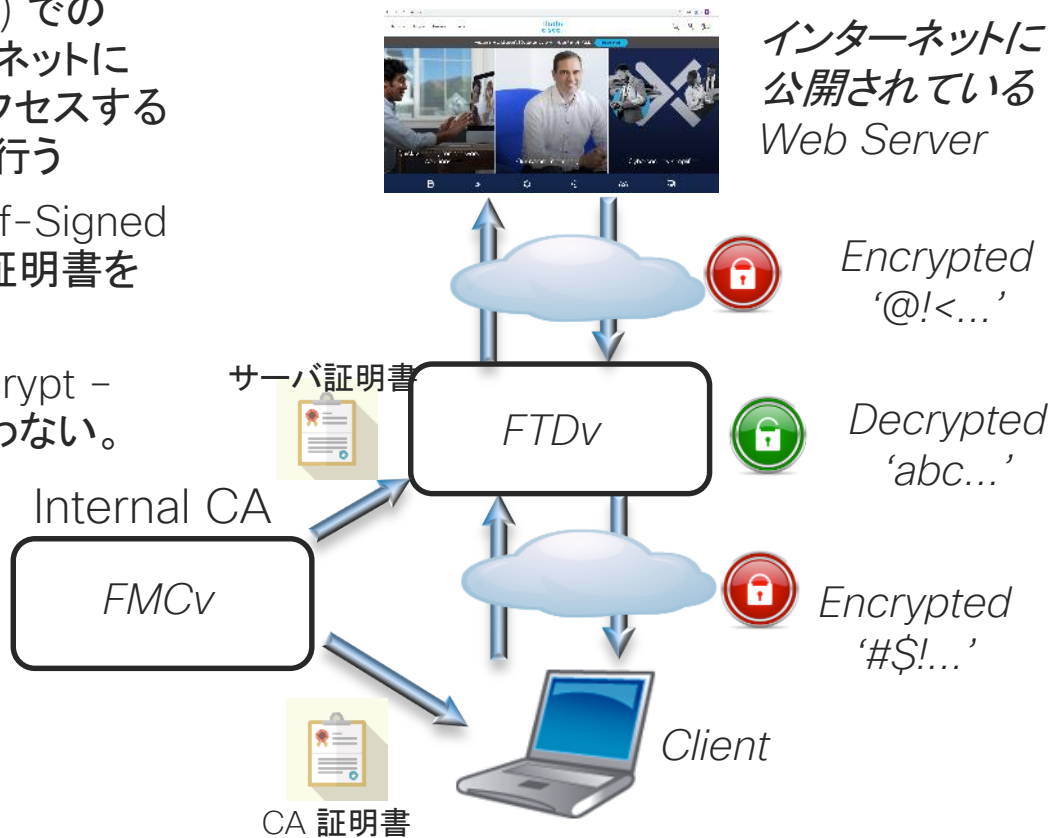 ) での
ネットに
クセスする
行う
f-Signed
証明書を
rypt –
わない。
インターネットに
公開されている
Web Server
Encrypted
‘@!<...’
サーバ証明書
FTDv
Decrypted
‘abc...’
Internal CA
FMCv
Encrypted
‘#$!...’
Client
CA 証明書